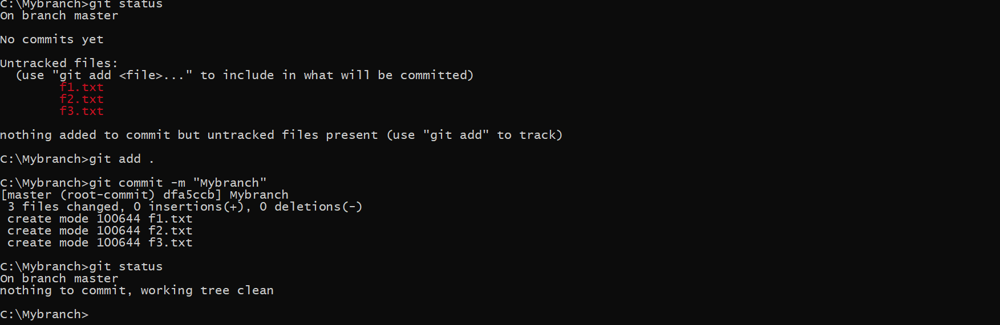 C:\Mybranch>git status
On branch master

No commits yet

Untracked files:
  (use "git add <file>..." to include in what will be committed)
        f1.txt
        f2.txt
        f3.txt

nothing added to commit but untracked files present (use "git add" to track)

C:\Mybranch>git add .

C:\Mybranch>git commit -m "Mybranch"
[master (root-commit) dfa5ccb] Mybranch
 3 files changed, 0 insertions(+), 0 deletions(-)
 create mode 100644 f1.txt
 create mode 100644 f2.txt
 create mode 100644 f3.txt

C:\Mybranch>git status
On branch master
nothing to commit, working tree clean

C:\Mybranch>